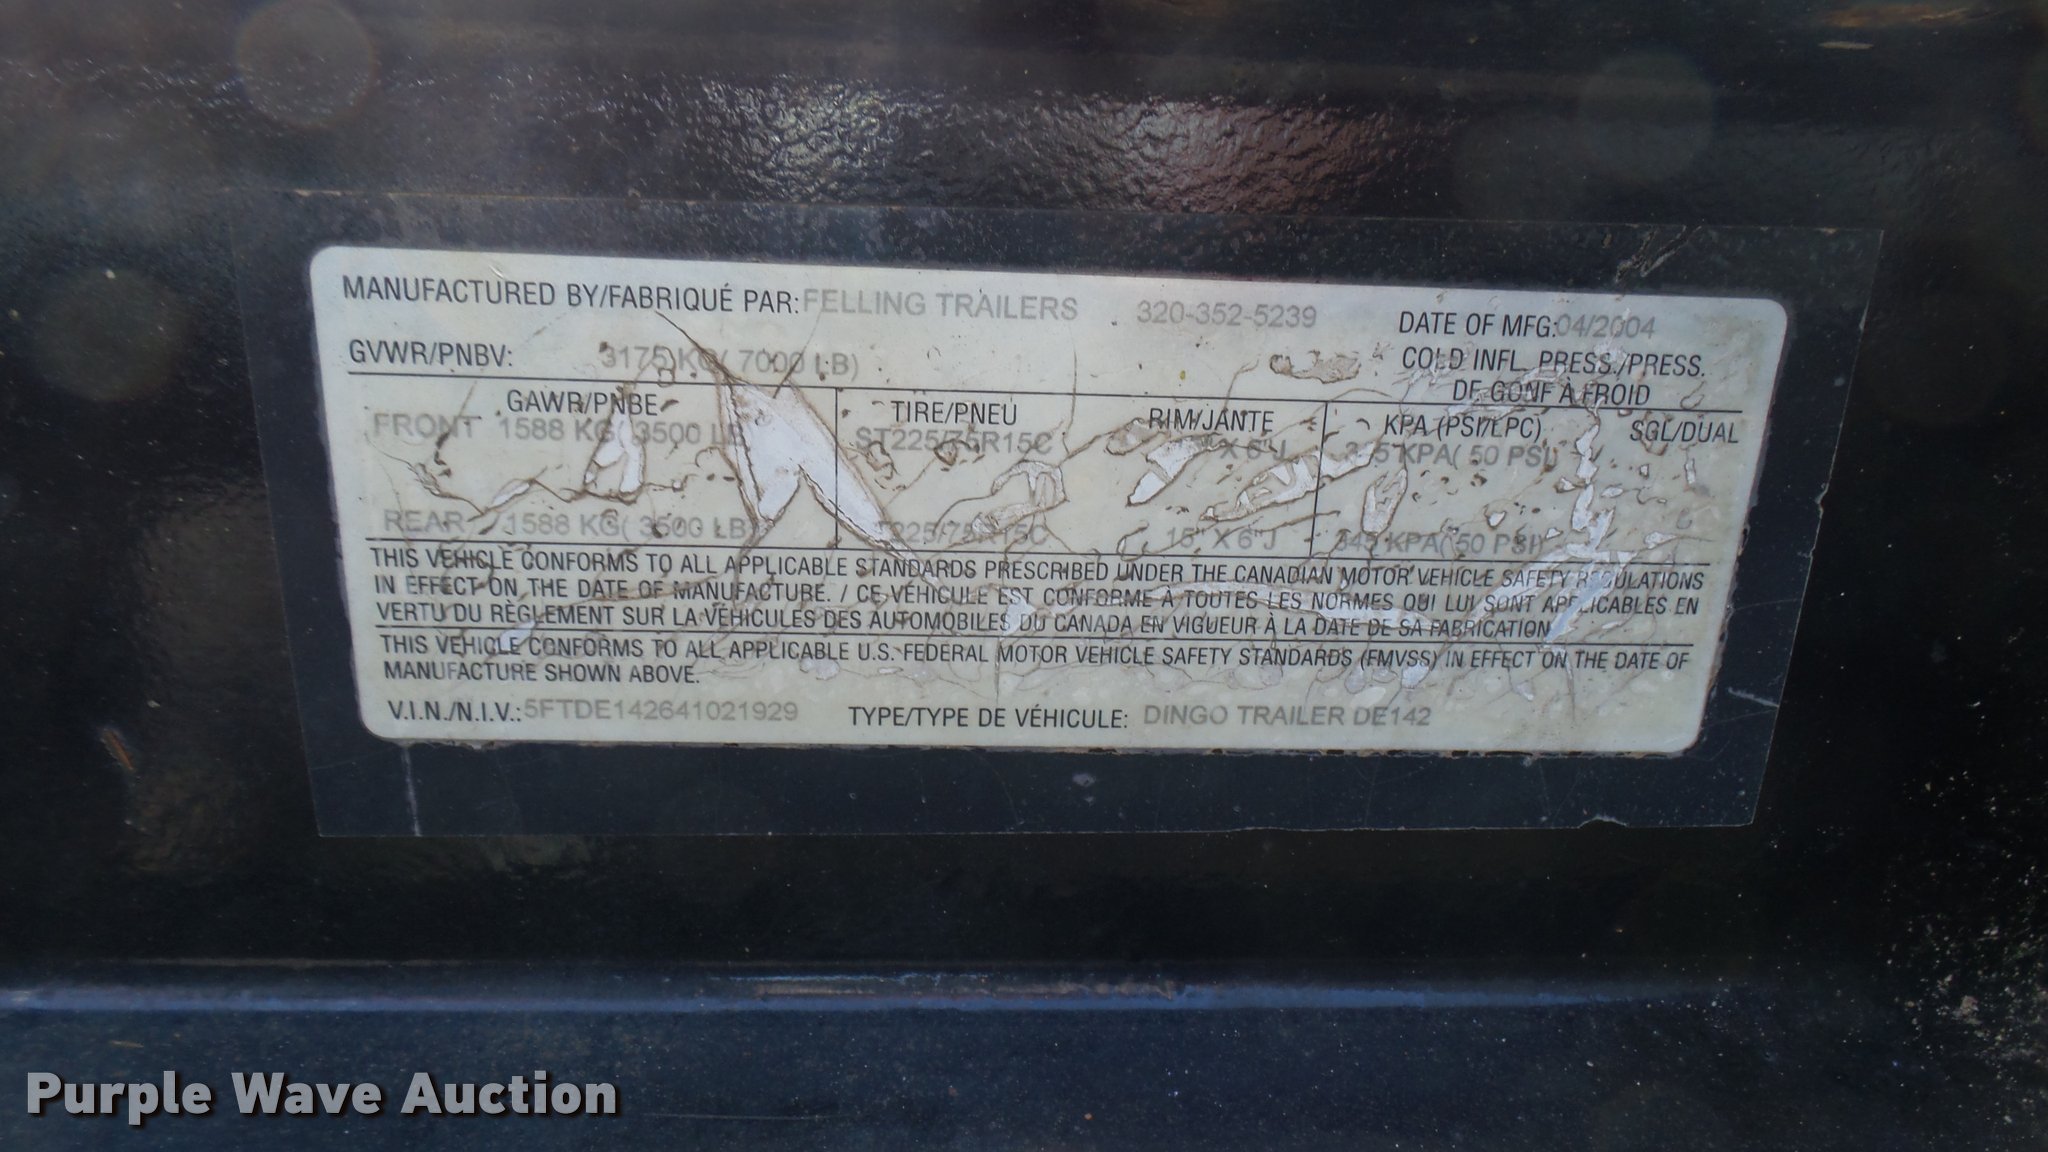 MANUFACTURED BY/FABRIQUÉ PAR: FELLING TRAILERS 320-352-5239 DATE OF MFG: 04/2004
GVWR/PNBV: 3175 KG( 7000 LB) COLD INFL. PRESS./PRESS.
DE GONF À FROID
GAWR/PNBE TIRE/PNEU RIM/JANTE KPA (PSI/LPC) SGL/DUAL
FRONT 1588 KG( 3500 LB ST225/75R15C X 6"J 345 KPA( 50 PSI)
REAR 1588 KG( 3500 LB) ST225/75R15C 15" X 6"J 345 KPA( 50 PSI)
THIS VEHICLE CONFORMS TO ALL APPLICABLE STANDARDS PRESCRIBED UNDER THE CANADIAN MOTOR VEHICLE SAFETY REGULATIONS
IN EFFECT ON THE DATE OF MANUFACTURE. / CE VÉHICULE EST CONFORME À TOUTES LES NORMES QUI LUI SONT APPLICABLES EN
VERTU DU RÈGLEMENT SUR LA VÉHICULES DES AUTOMOBILES DU CANADA EN VIGUEUR À LA DATE DE SA FABRICATION
THIS VEHICLE CONFORMS TO ALL APPLICABLE U.S. FEDERAL MOTOR VEHICLE SAFETY STANDARDS (FMVSS) IN EFFECT ON THE DATE OF
MANUFACTURE SHOWN ABOVE.
V.I.N./N.I.V.: 5FTDE142641021929 TYPE/TYPE DE VÉHICULE: DINGO TRAILER DE142
Purple Wave Auction